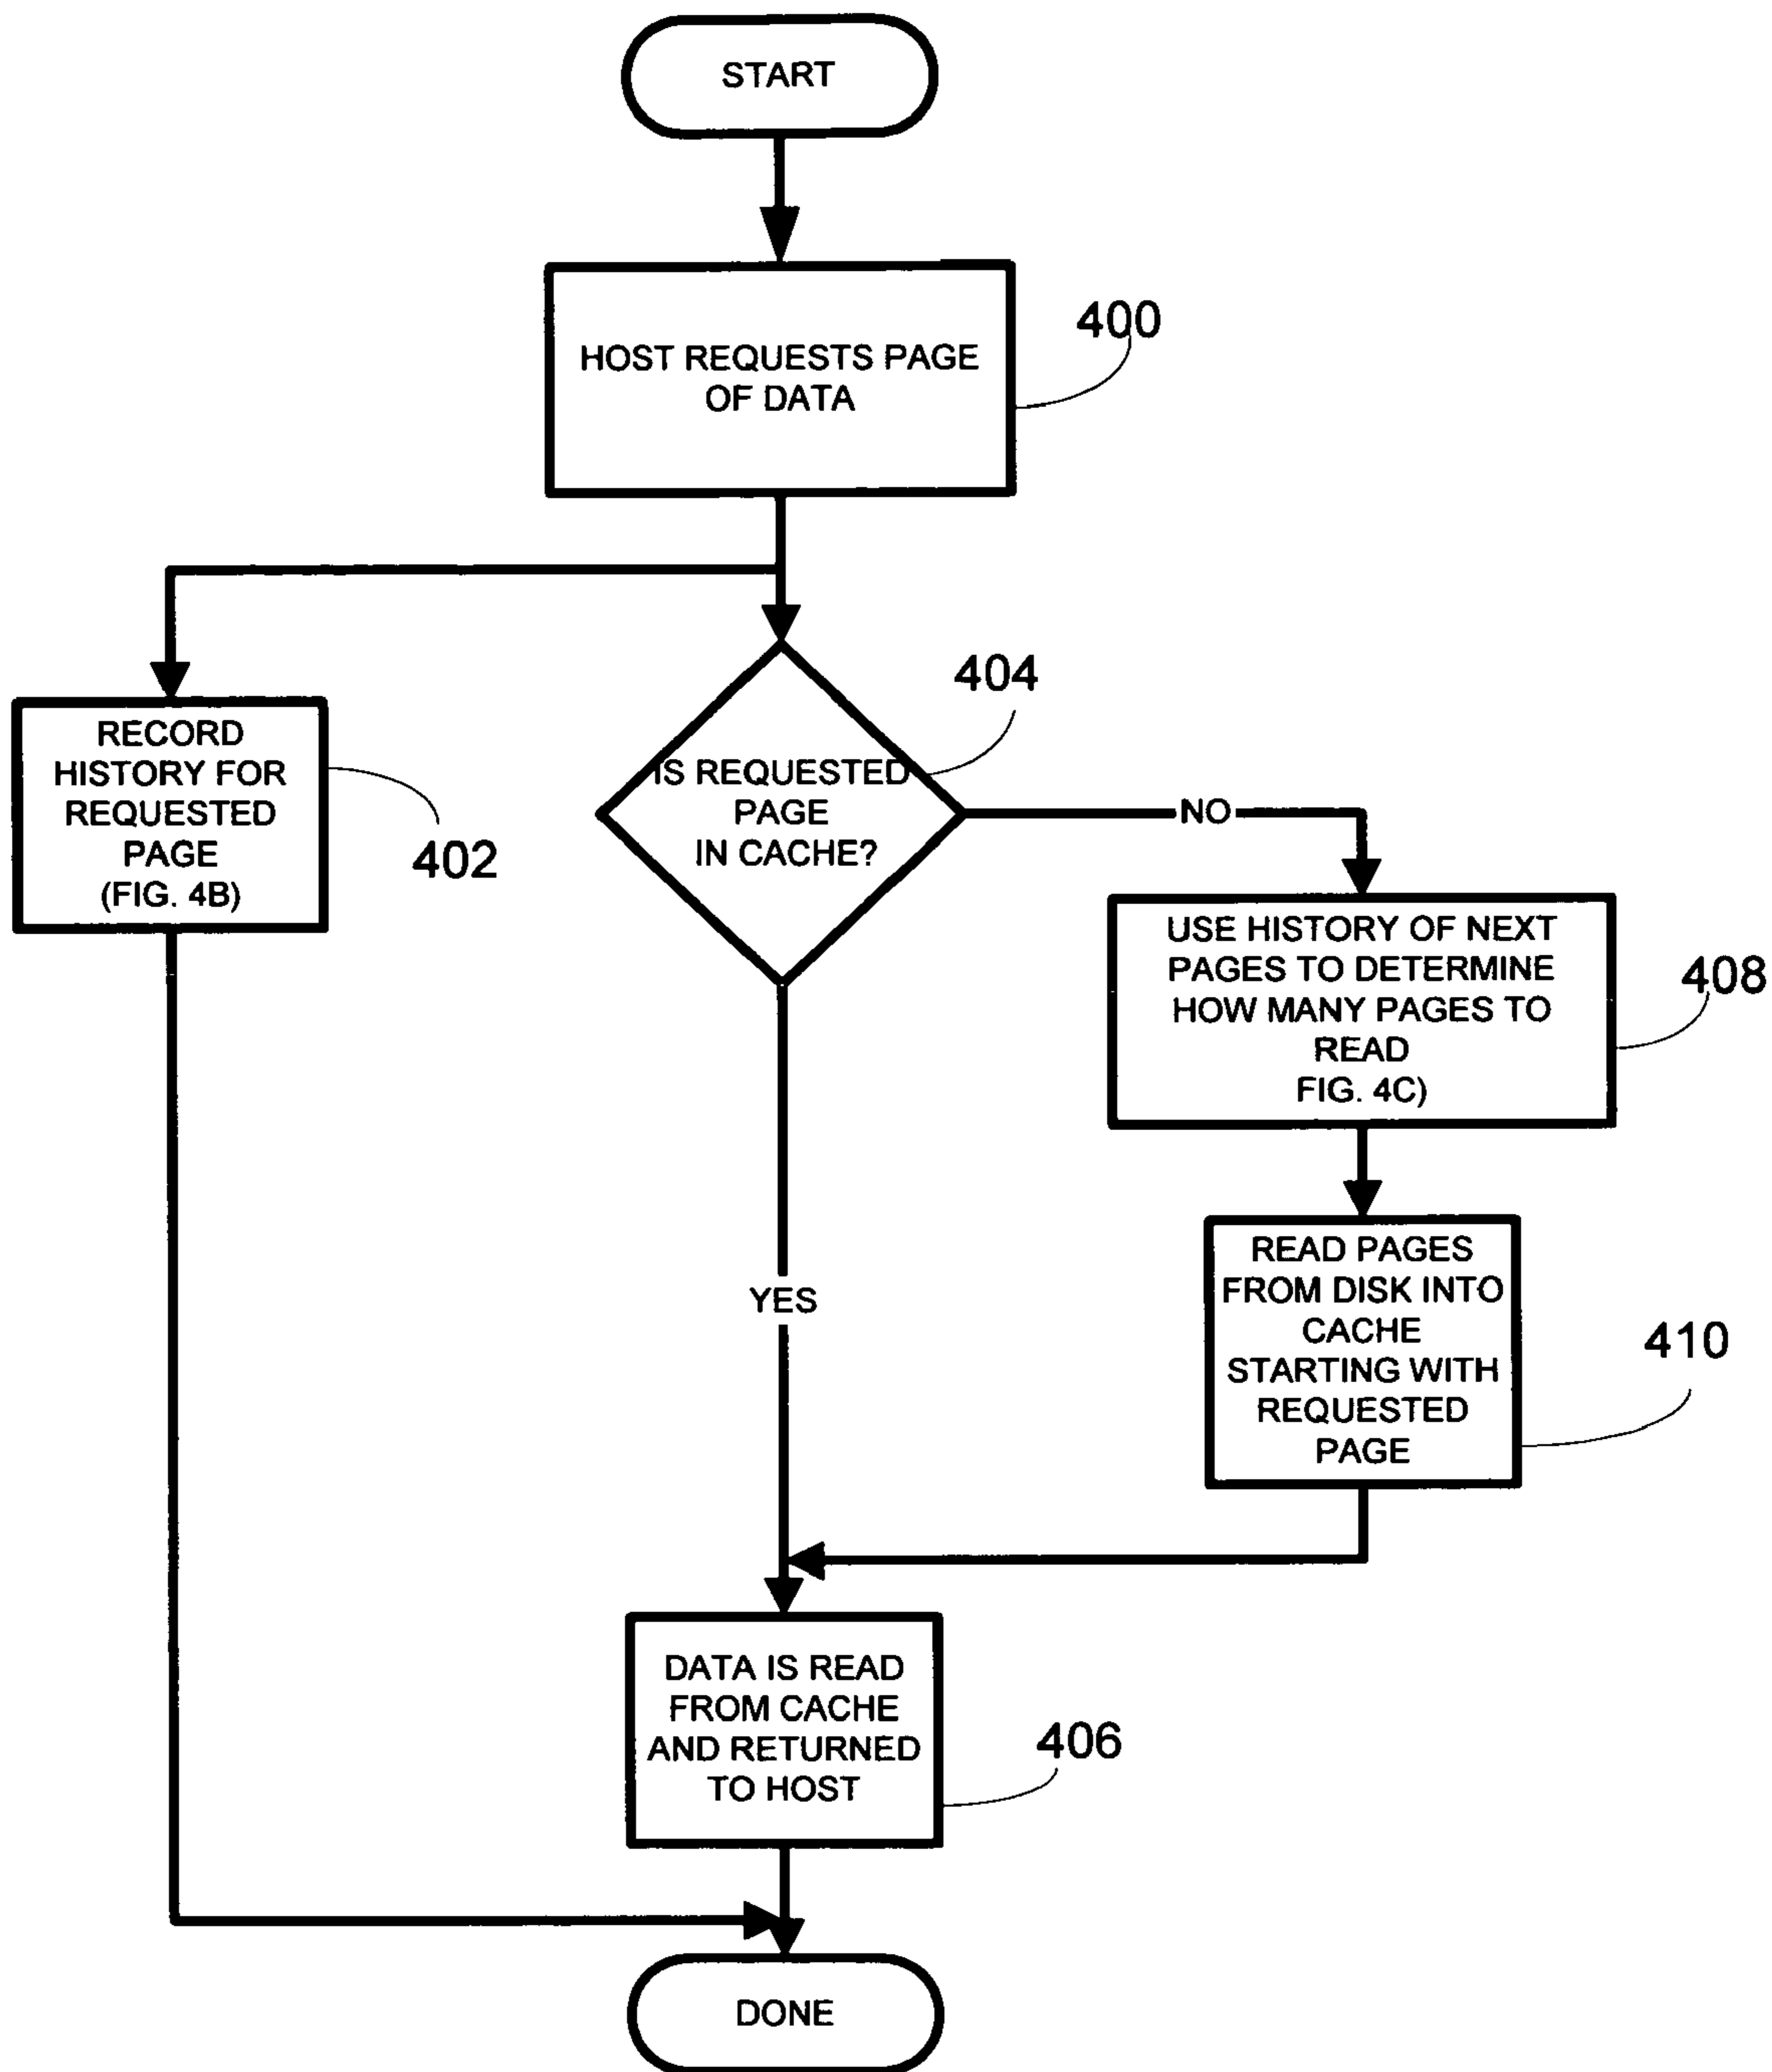 START
HOST REQUESTS PAGE
OF DATA
400
RECORD
HISTORY FOR
REQUESTED
PAGE
(FIG. 4B)
402
IS REQUESTED
PAGE
IN CACHE?
404
NO
USE HISTORY OF NEXT
PAGES TO DETERMINE
HOW MANY PAGES TO
READ
FIG. 4C)
408
READ PAGES
FROM DISK INTO
CACHE
STARTING WITH
REQUESTED
PAGE
410
YES
DATA IS READ
FROM CACHE
AND RETURNED
TO HOST
406
DONE